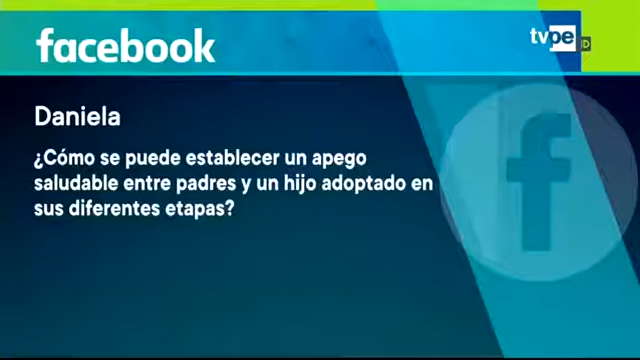 facebook
tvpe
Daniela
¿Cómo se puede establecer un apego
saludable entre padres y un hijo adoptado en
sus diferentes etapas?